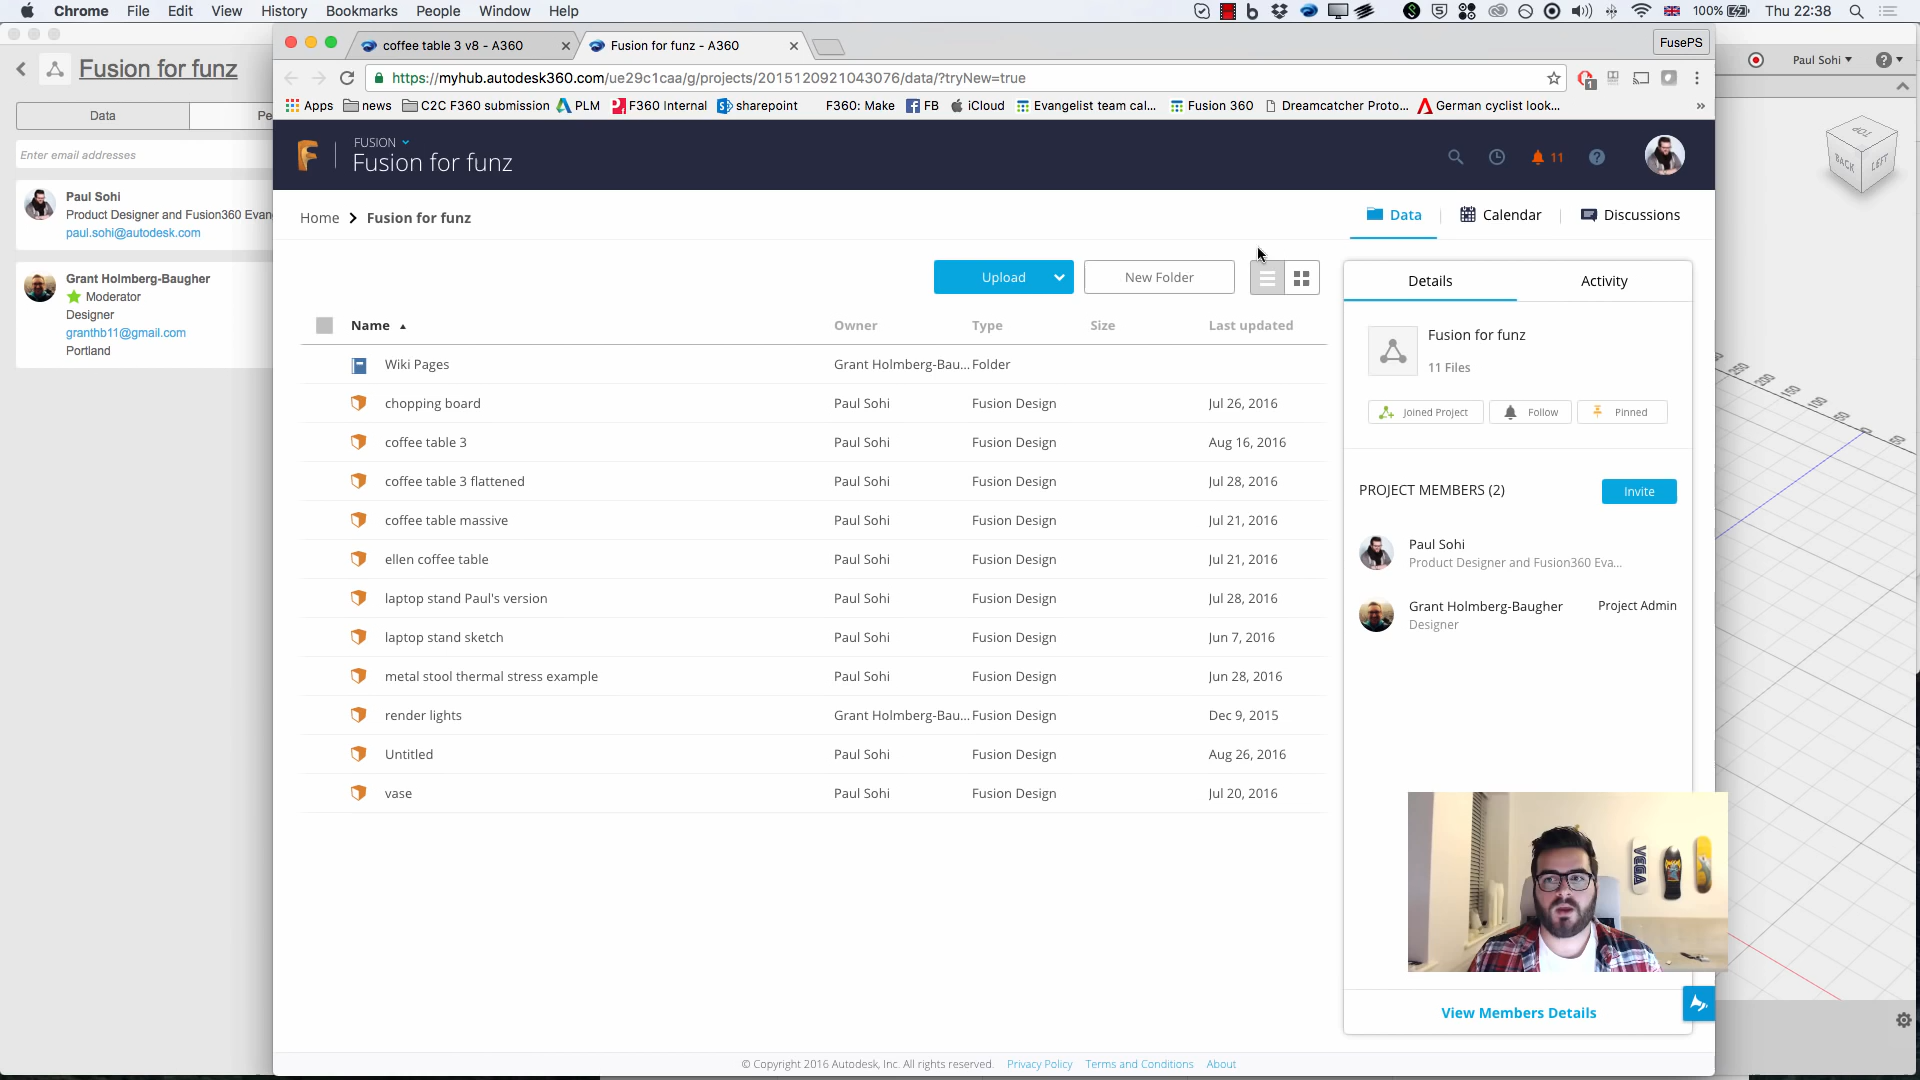 Chrome File Edit View History Bookmarks People Window Help 100% Thu 22:38
coffee table 3 v8 - A360 Fusion for funz - A360 FusePS
Fusion for funz Paul Sohi
https://myhub.autodesk360.com/ue29c1caa/g/projects/2015120921043076/data/?tryNew=true
Apps news C2C F360 submission PLM F360 Internal sharepoint F360: Make FB iCloud Evangelist team cal... Fusion 360 Dreamcatcher Proto... German cyclist look... »
Data Pe
Enter email addresses
Paul Sohi
Product Designer and Fusion360 Evan
paul.sohi@autodesk.com
Grant Holmberg-Baugher
Moderator
Designer
granthb11@gmail.com
Portland
FUSION
Fusion for funz
11
Home > Fusion for funz
Data Calendar Discussions
Upload New Folder
Name Owner Type Size Last updated
Wiki Pages Grant Holmberg-Bau... Folder
chopping board Paul Sohi Fusion Design Jul 26, 2016
coffee table 3 Paul Sohi Fusion Design Aug 16, 2016
coffee table 3 flattened Paul Sohi Fusion Design Jul 28, 2016
coffee table massive Paul Sohi Fusion Design Jul 21, 2016
ellen coffee table Paul Sohi Fusion Design Jul 21, 2016
laptop stand Paul's version Paul Sohi Fusion Design Jul 28, 2016
laptop stand sketch Paul Sohi Fusion Design Jun 7, 2016
metal stool thermal stress example Paul Sohi Fusion Design Jun 28, 2016
render lights Grant Holmberg-Bau... Fusion Design Dec 9, 2015
Untitled Paul Sohi Fusion Design Aug 26, 2016
vase Paul Sohi Fusion Design Jul 20, 2016
Details Activity
Fusion for funz
11 Files
Joined Project Follow Pinned
PROJECT MEMBERS (2) Invite
Paul Sohi
Product Designer and Fusion360 Eva...
Grant Holmberg-Baugher Project Admin
Designer
View Members Details
© Copyright 2016 Autodesk, Inc. All rights reserved. Privacy Policy Terms and Conditions About
TOP
BACK LEFT
250
200
150
100
50
50
VEGA